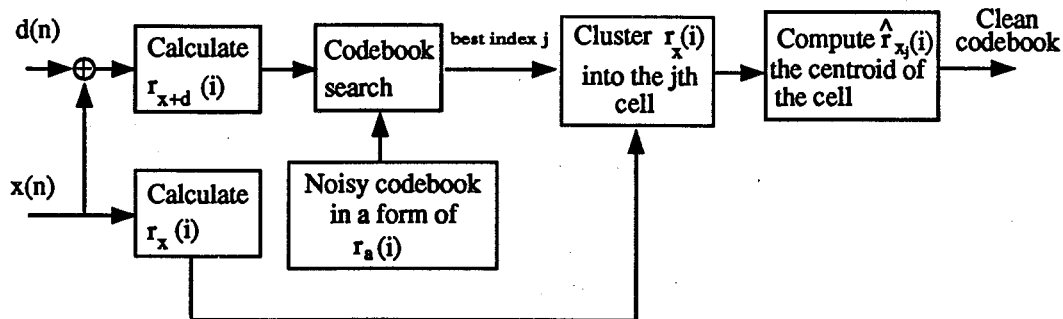 d(n)
Calculate
r_{x+d} (i)
Codebook
search
best index j
Cluster r_x(i)
into the jth
cell
Compute r̂_{x_j}(i)
the centroid of
the cell
Clean
codebook
x(n)
Calculate
r_x (i)
Noisy codebook
in a form of
r_a(i)